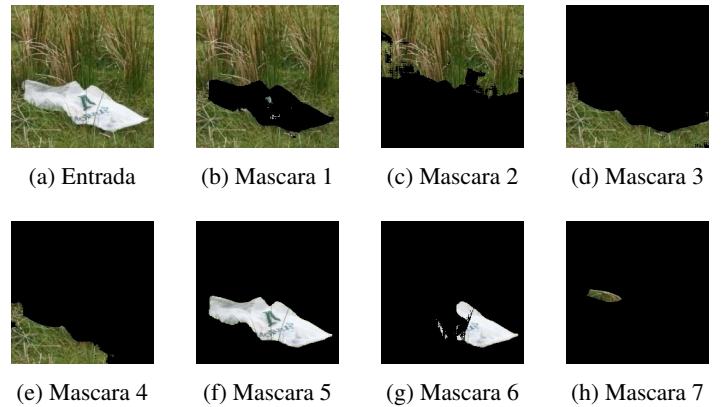 (a) Entrada
(b) Mascara 1
(c) Mascara 2
(d) Mascara 3
(e) Mascara 4
(f) Mascara 5
(g) Mascara 6
(h) Mascara 7